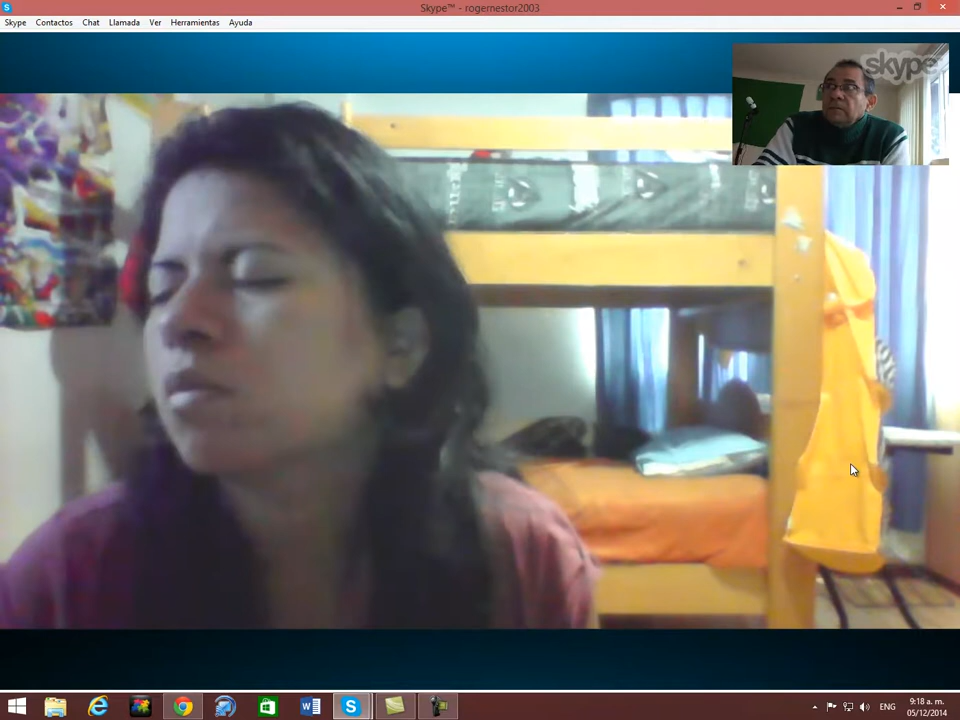 Skype™ - rogernestor2003
Skype Contactos Chat Llamada Ver Herramientas Ayuda
skype
ENG
9:18 a. m.
05/12/2014